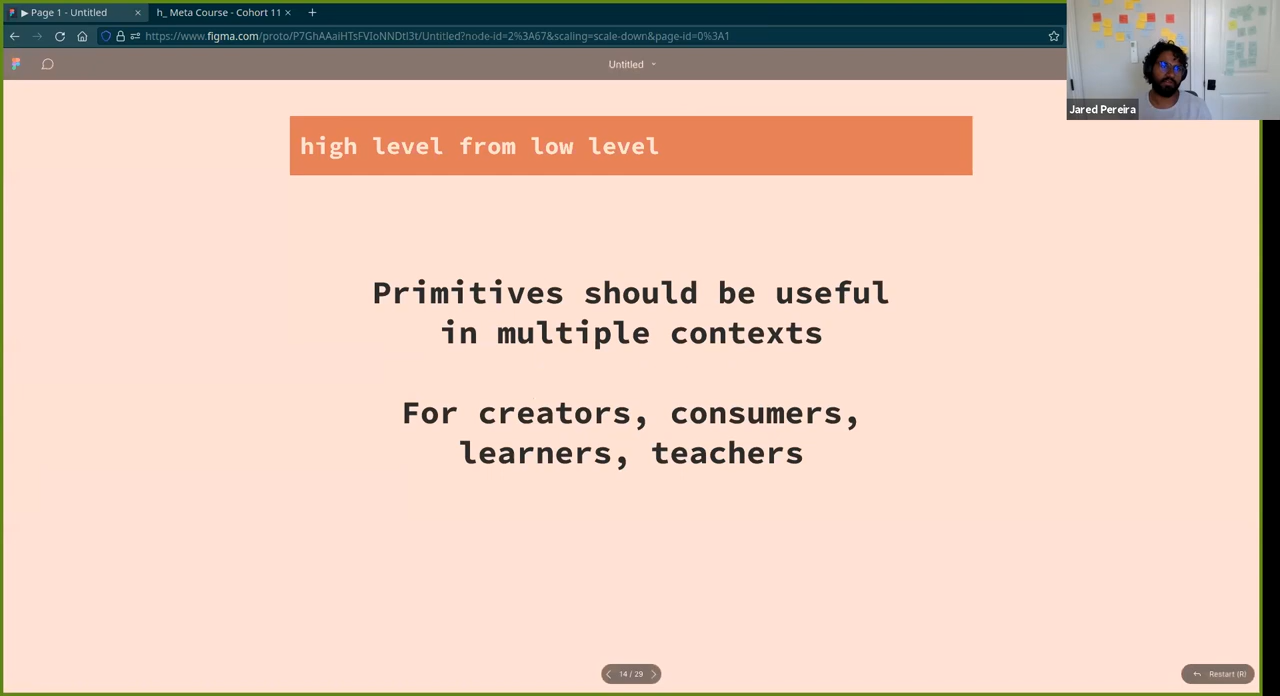 ▶ Page 1 - Untitled
h_ Meta Course - Cohort 11
https://www.figma.com/proto/P7GhAAaiHTsFVIoNNDtI3t/Untitled?node-id=2%3A67&scaling=scale-down&page-id=0%3A1
Untitled
Jared Pereira
high level from low level
Primitives should be useful
in multiple contexts
For creators, consumers,
learners, teachers
14 / 29
Restart (R)